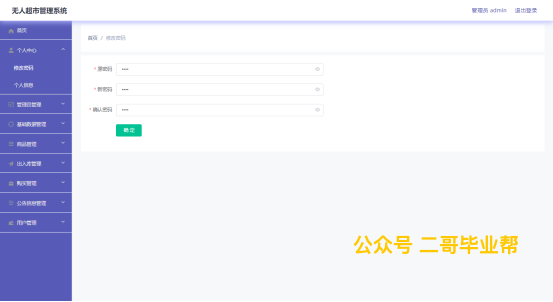 无人超市管理系统
管理员 admin 退出登录
首页
个人中心
修改密码
个人信息
管理员管理
基础数据管理
商品管理
出入库管理
购买管理
公告信息管理
用户管理
首页 / 修改密码
* 原密码
* 新密码
* 确认密码
确定
公众号 二哥毕业帮